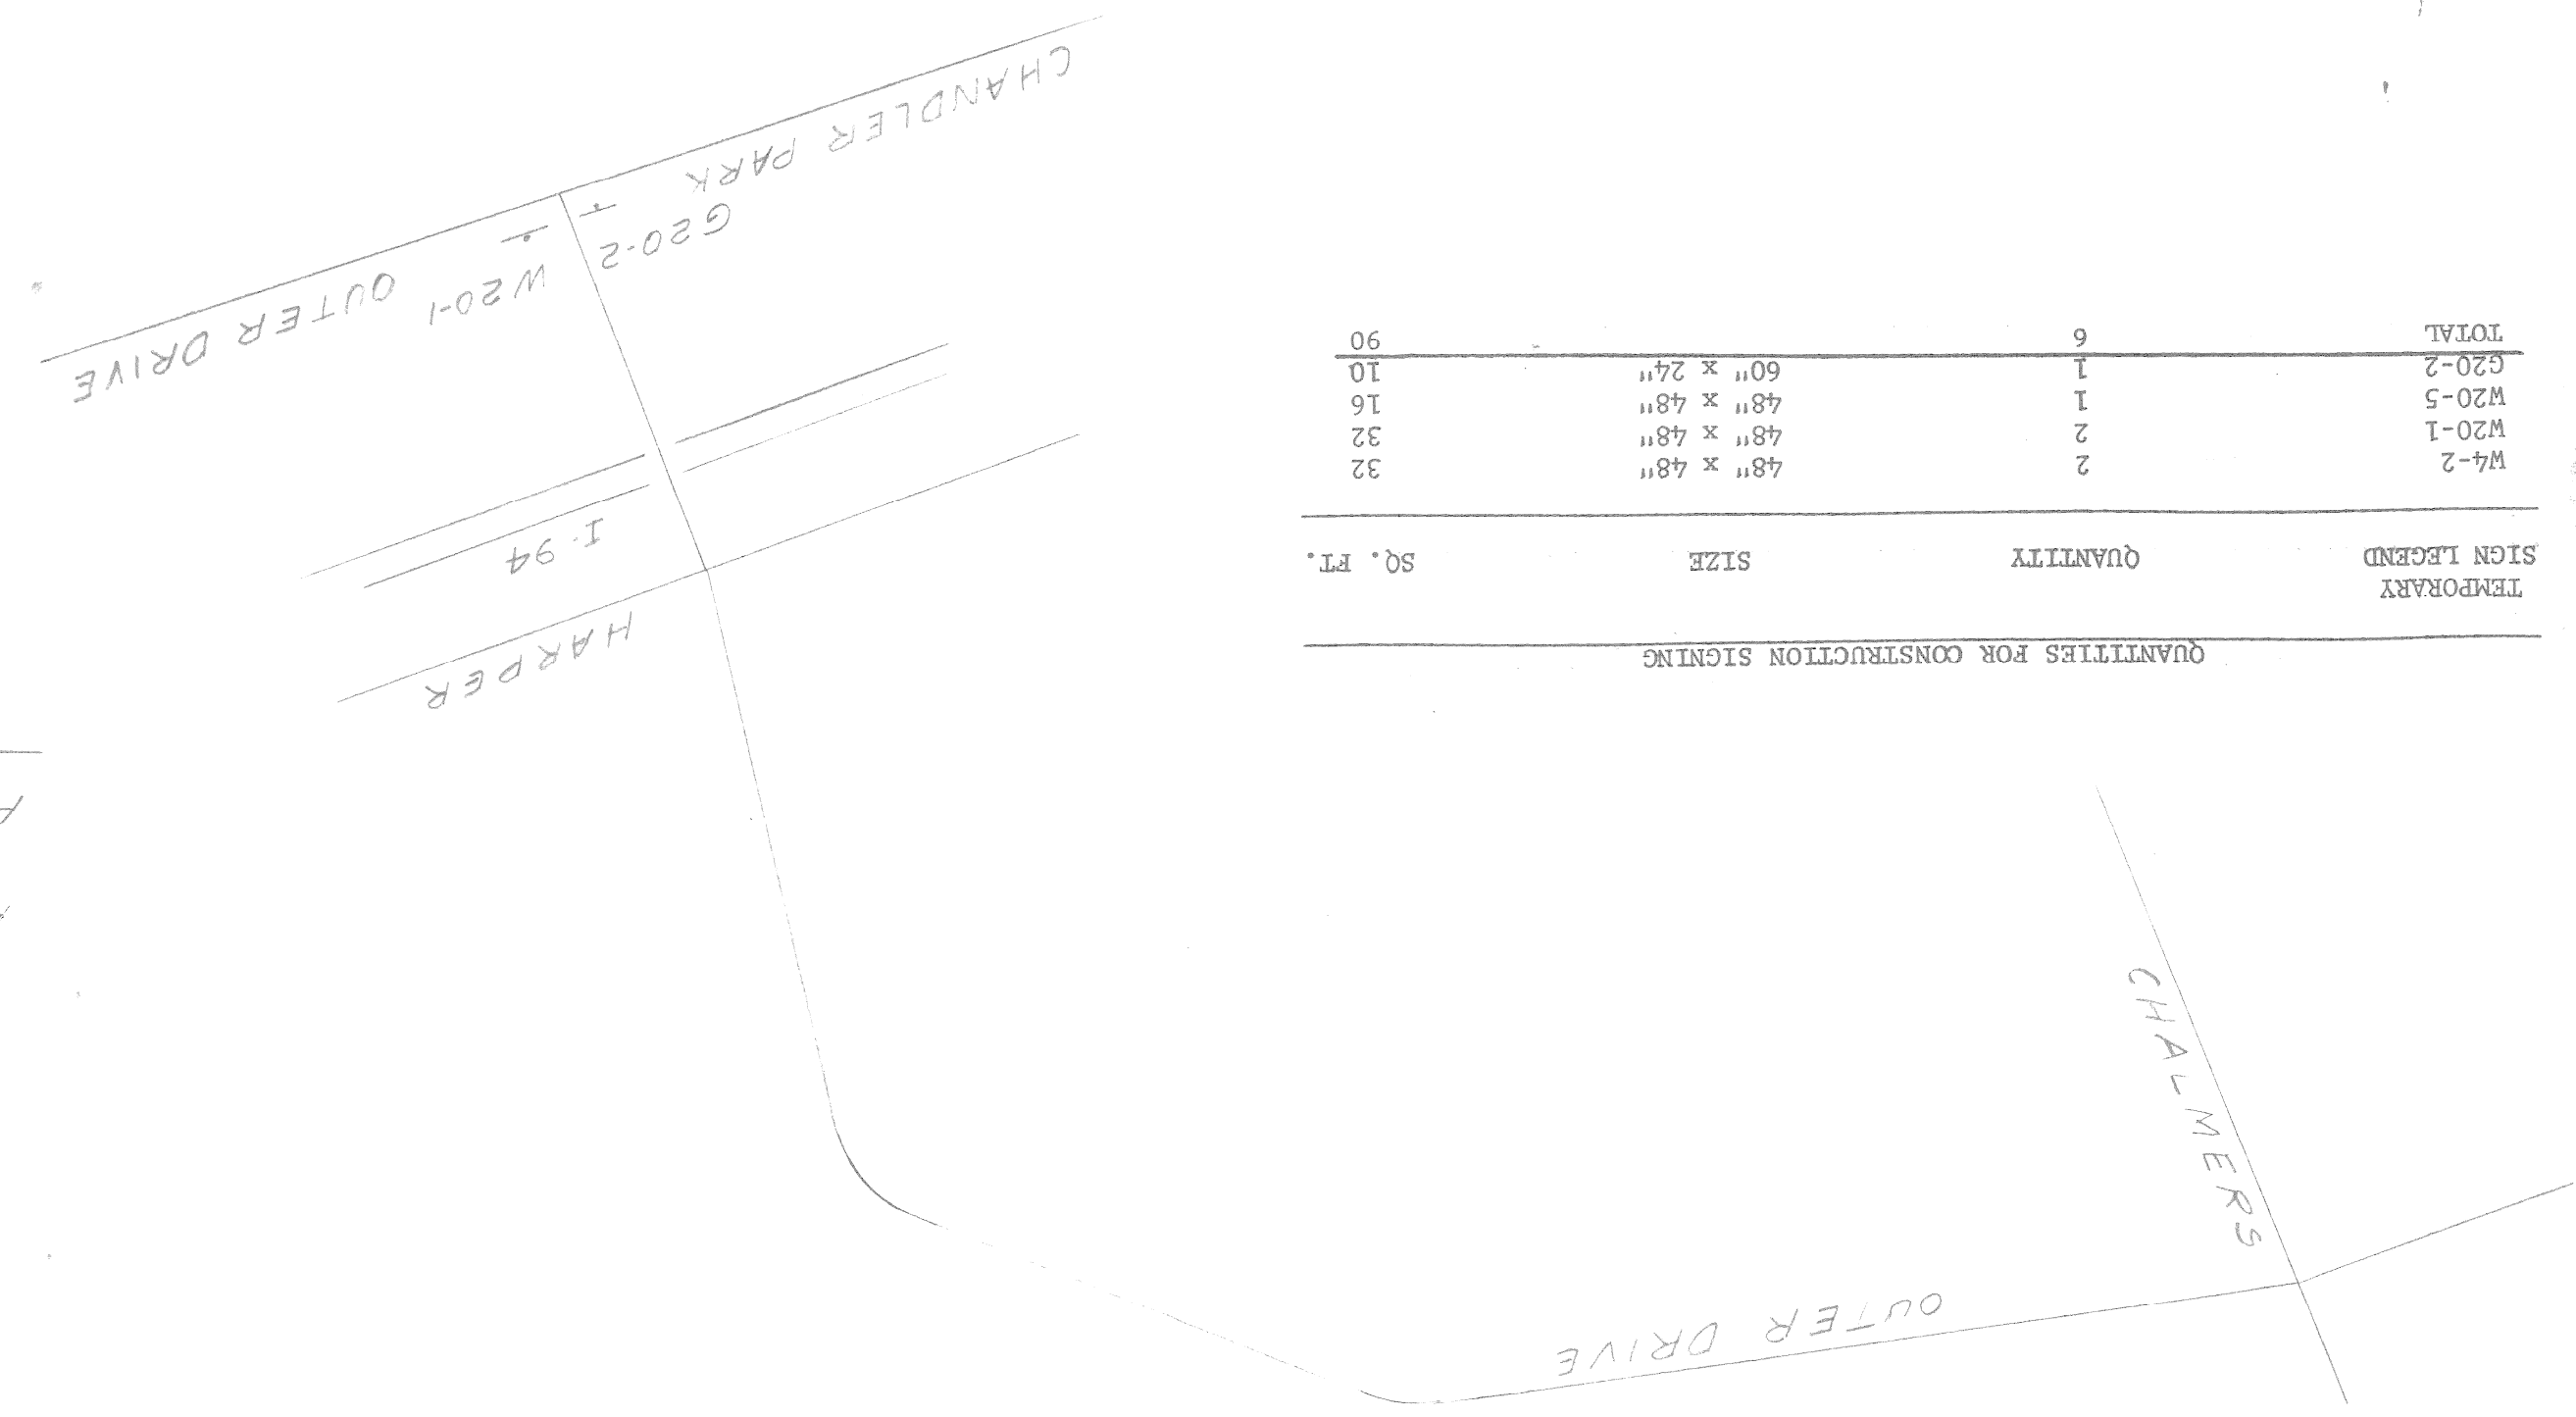 QUANTITIES FOR CONSTRUCTION SIGNING
TEMPORARY
SIGN LEGEND QUANTITY SIZE SQ. FT.
W4-2 2 48" x 48" 32
W20-1 2 48" x 48" 32
W20-5 1 48" x 48" 16
G20-2 1 60" x 24" 10
TOTAL 6 90
OUTER DRIVE
CHALMERS
HARPER
I-94
G20-2
W20-1
CHANDLER PARK
OUTER DRIVE